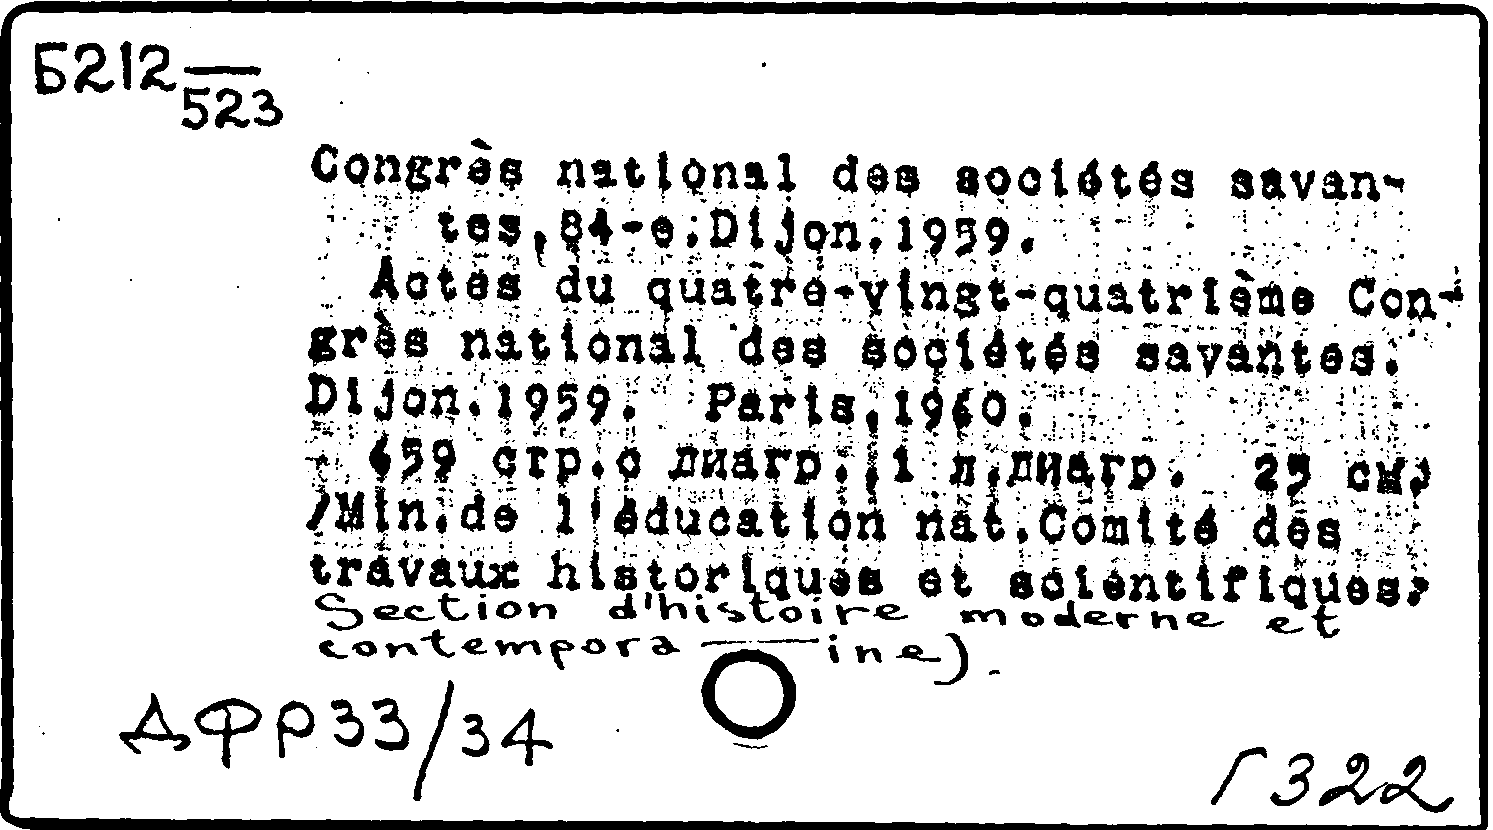 Б212—
523
Congrès national des sociétés savan-
tes,84-e.Dijon.1959.
Actes du quatre-vingt-quatrième Con-
grès national des sociétés savantes.
Dijon.1959. Paris,1960.
459 стр.с диагр.,1 л.диагр. 25 см.
/Min.de l'éducation nat.Comité des
travaux historiques et scientifiques.
Section d'histoire moderne et
contempora — ine).
ДФР33/34
Г322